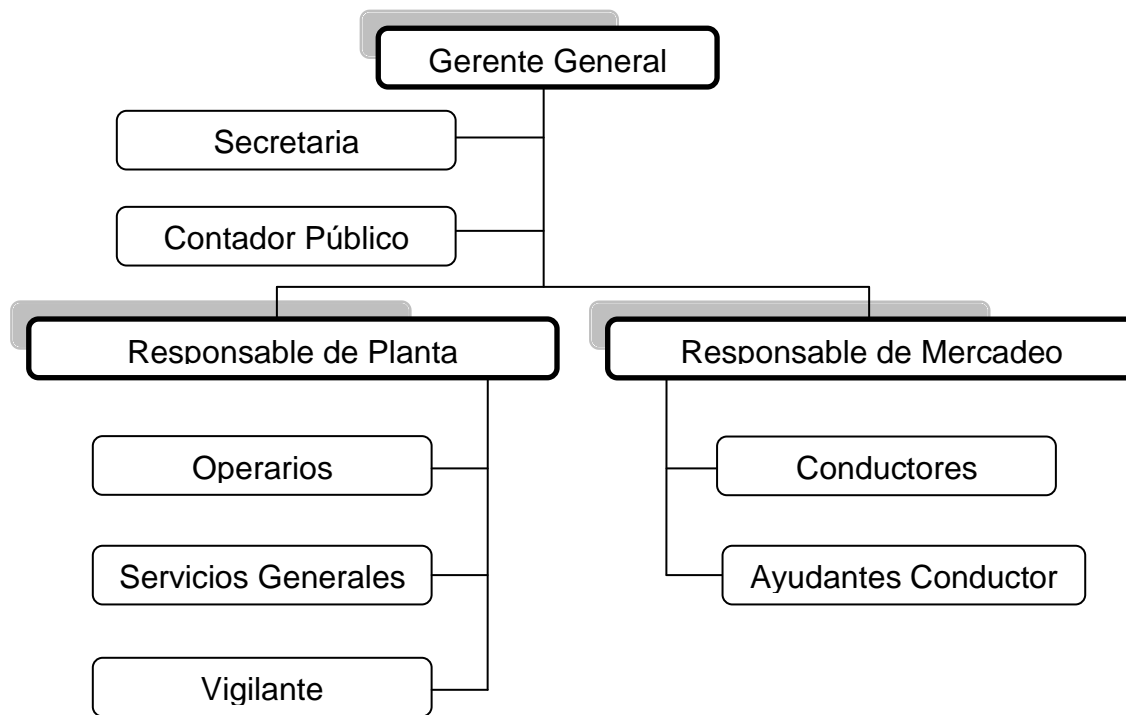 Gerente General
Secretaria
Contador Público
Responsable de Planta
Responsable de Mercadeo
Operarios
Conductores
Servicios Generales
Ayudantes Conductor
Vigilante